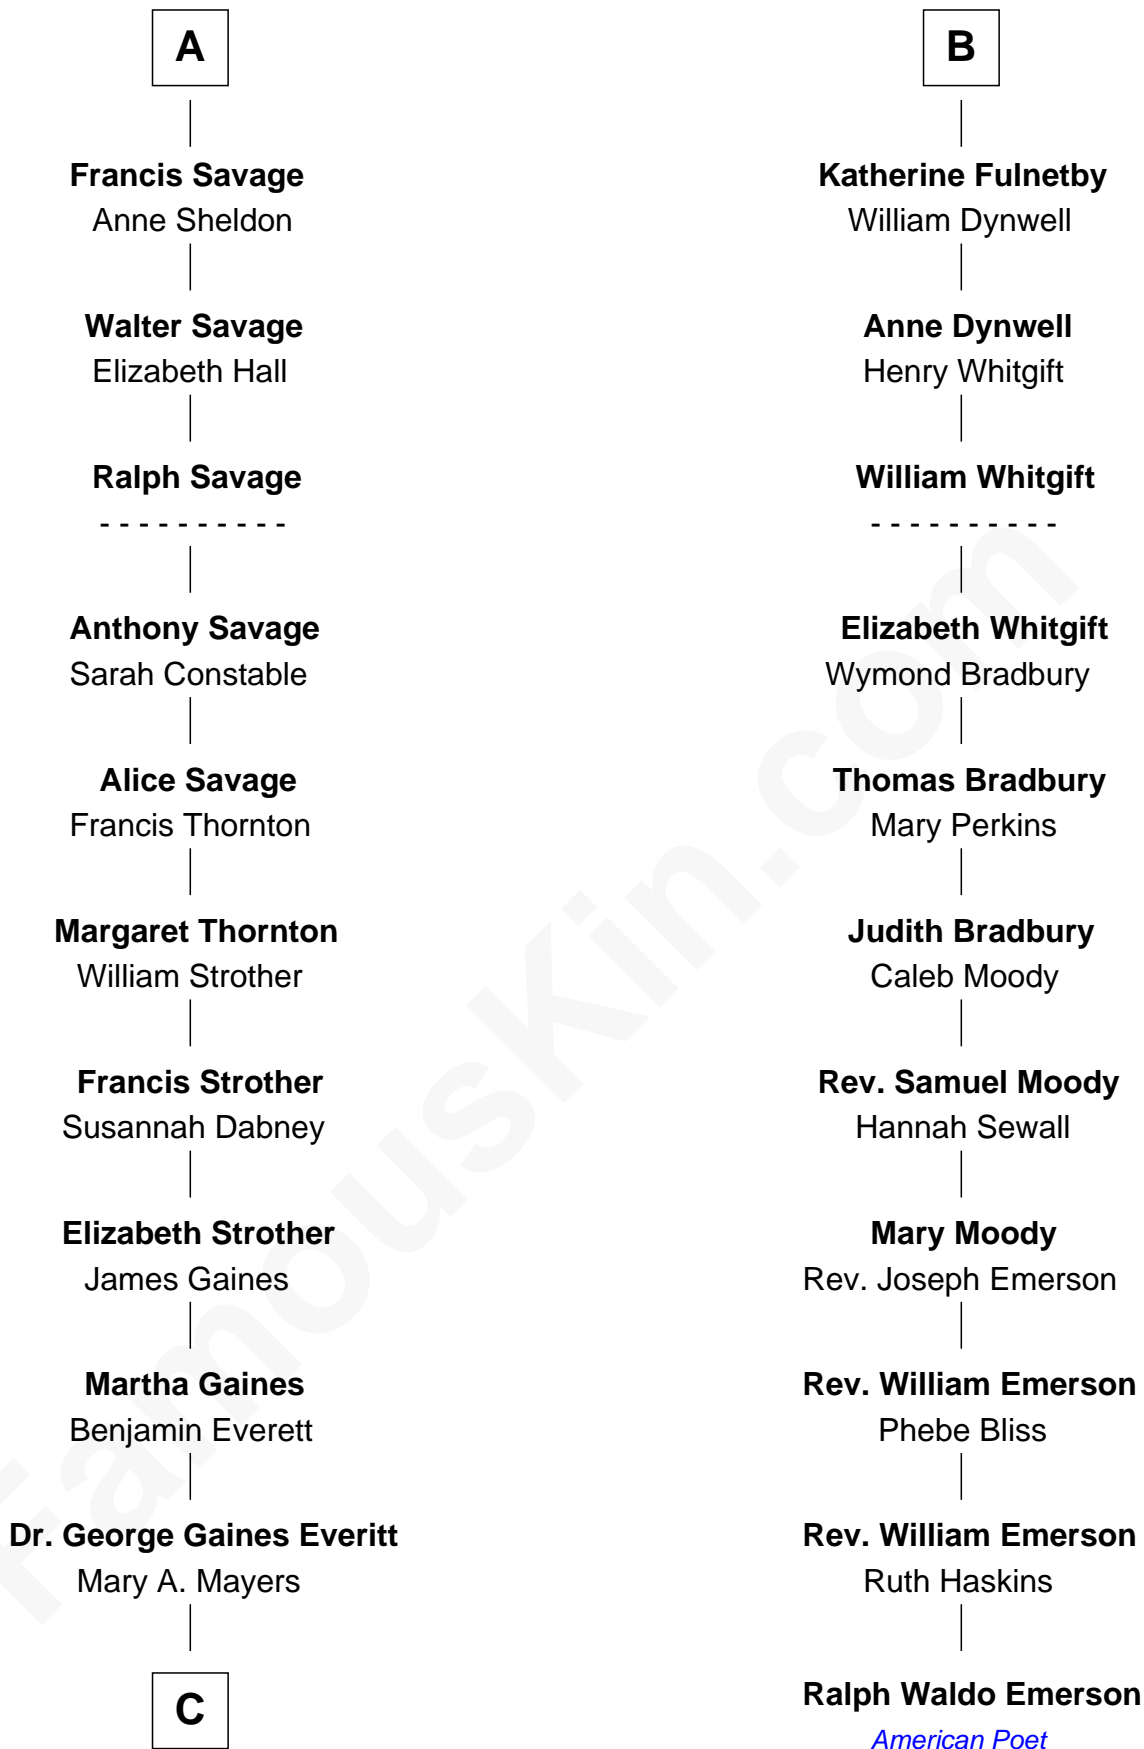 A
Francis Savage
Anne Sheldon
Walter Savage
Elizabeth Hall
Ralph Savage
- - - - - - - - - -
Anthony Savage
Sarah Constable
Alice Savage
Francis Thornton
Margaret Thornton
William Strother
Francis Strother
Susannah Dabney
Elizabeth Strother
James Gaines
Martha Gaines
Benjamin Everett
Dr. George Gaines Everitt
Mary A. Mayers
C
B
Katherine Fulnetby
William Dynwell
Anne Dynwell
Henry Whitgift
William Whitgift
- - - - - - - - - -
Elizabeth Whitgift
Wymond Bradbury
Thomas Bradbury
Mary Perkins
Judith Bradbury
Caleb Moody
Rev. Samuel Moody
Hannah Sewall
Mary Moody
Rev. Joseph Emerson
Rev. William Emerson
Phebe Bliss
Rev. William Emerson
Ruth Haskins
Ralph Waldo Emerson
American Poet
FamousKin.com